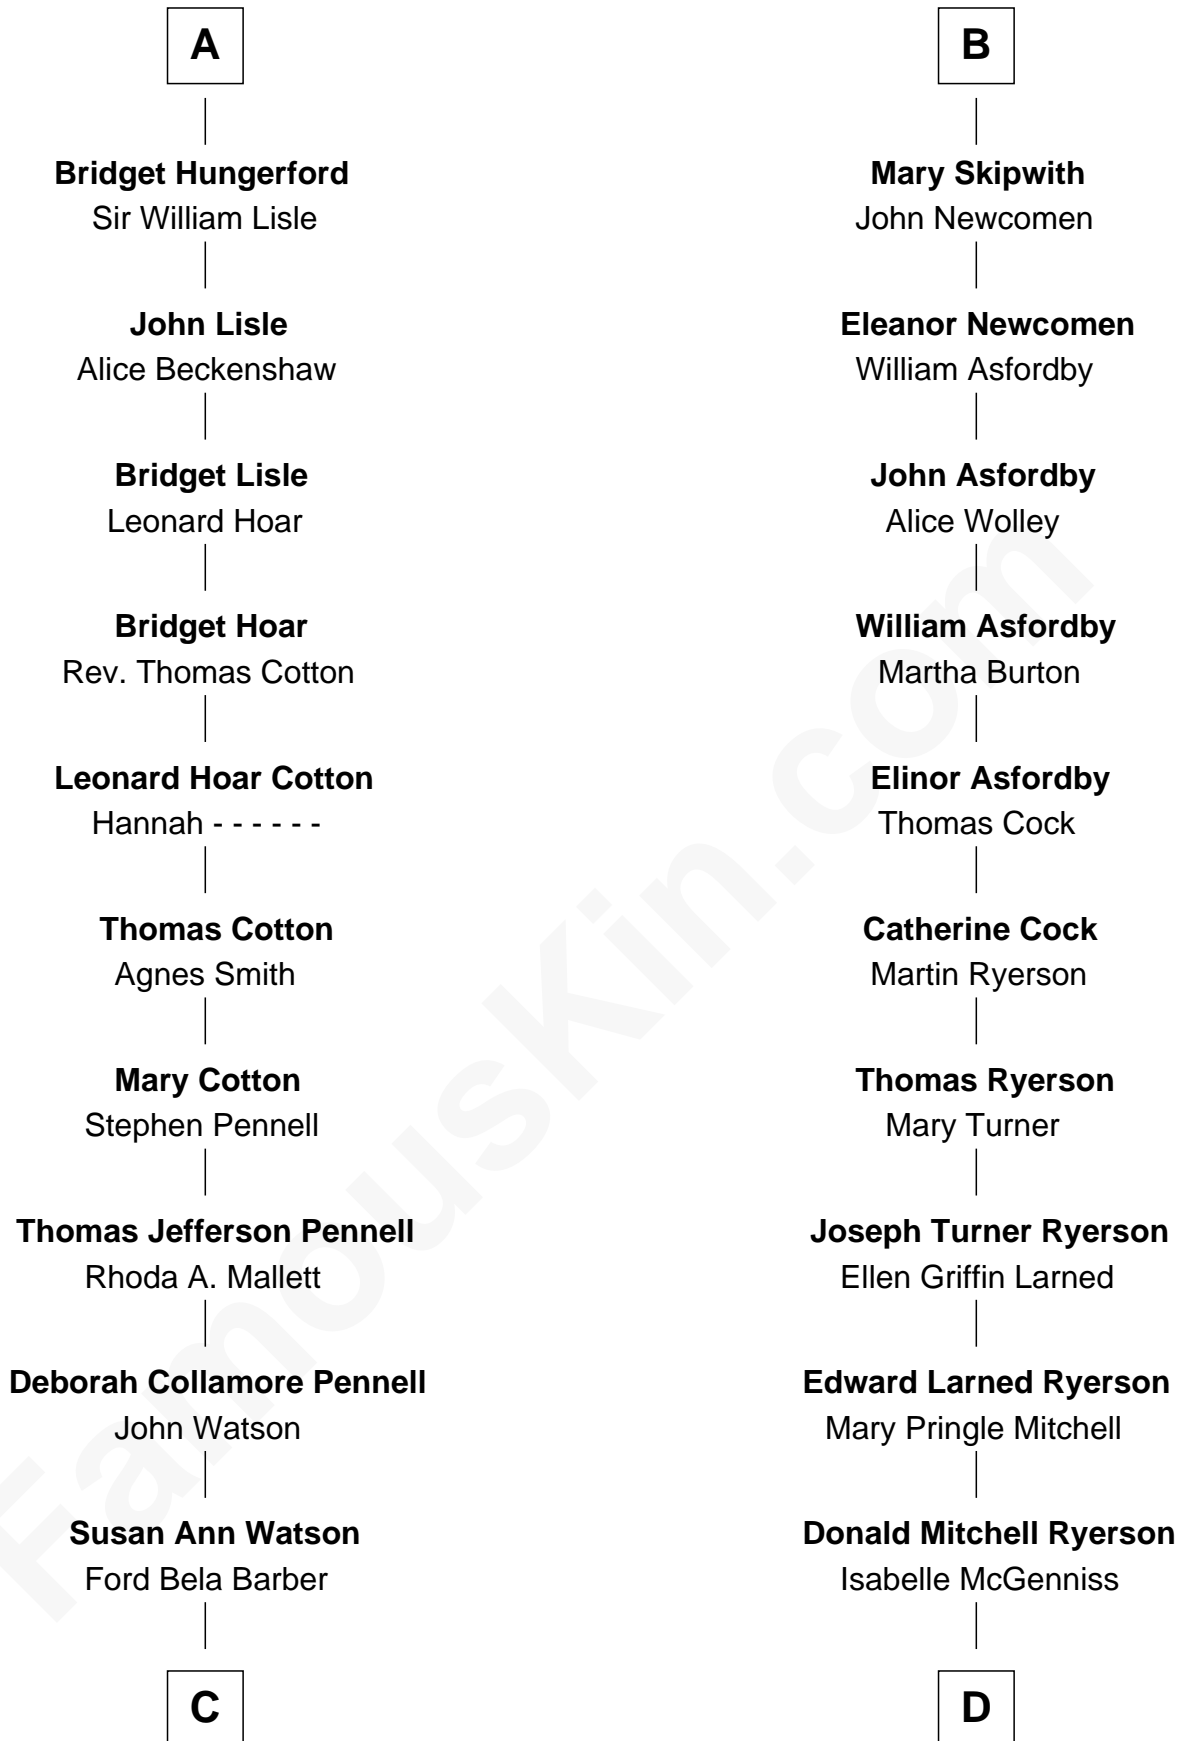 A
Bridget Hungerford
Sir William Lisle
John Lisle
Alice Beckenshaw
Bridget Lisle
Leonard Hoar
Bridget Hoar
Rev. Thomas Cotton
Leonard Hoar Cotton
Hannah - - - - - -
Thomas Cotton
Agnes Smith
Mary Cotton
Stephen Pennell
Thomas Jefferson Pennell
Rhoda A. Mallett
Deborah Collamore Pennell
John Watson
Susan Ann Watson
Ford Bela Barber
C
B
Mary Skipwith
John Newcomen
Eleanor Newcomen
William Asfordby
John Asfordby
Alice Wolley
William Asfordby
Martha Burton
Elinor Asfordby
Thomas Cock
Catherine Cock
Martin Ryerson
Thomas Ryerson
Mary Turner
Joseph Turner Ryerson
Ellen Griffin Larned
Edward Larned Ryerson
Mary Pringle Mitchell
Donald Mitchell Ryerson
Isabelle McGenniss
D
FamousKin.com